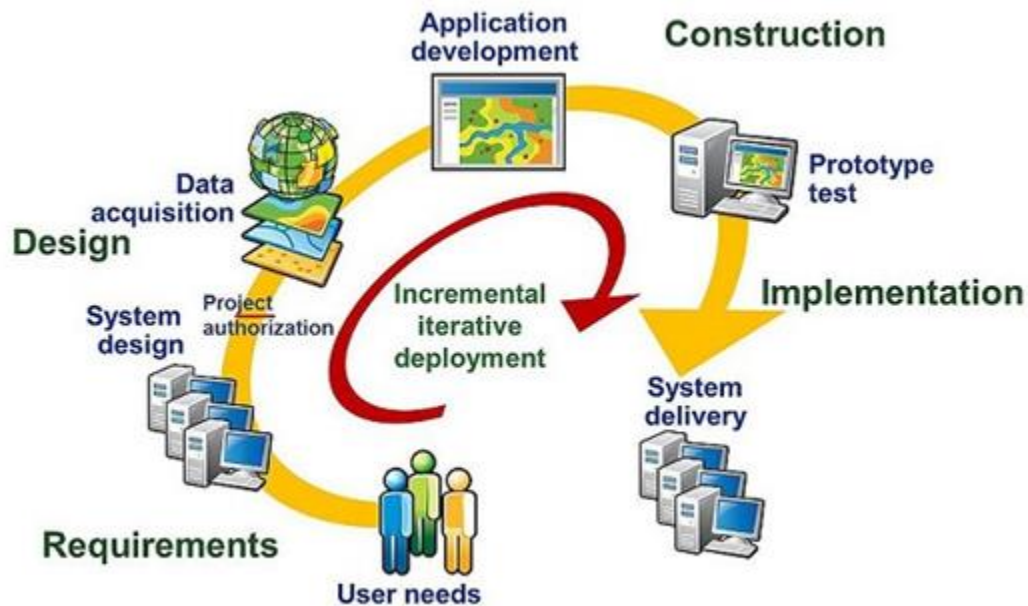 Application
development
Construction
Data
acquisition
Prototype
test
Design
Project
authorization
System
design
Incremental
iterative
deployment
Implementation
System
delivery
Requirements
User needs